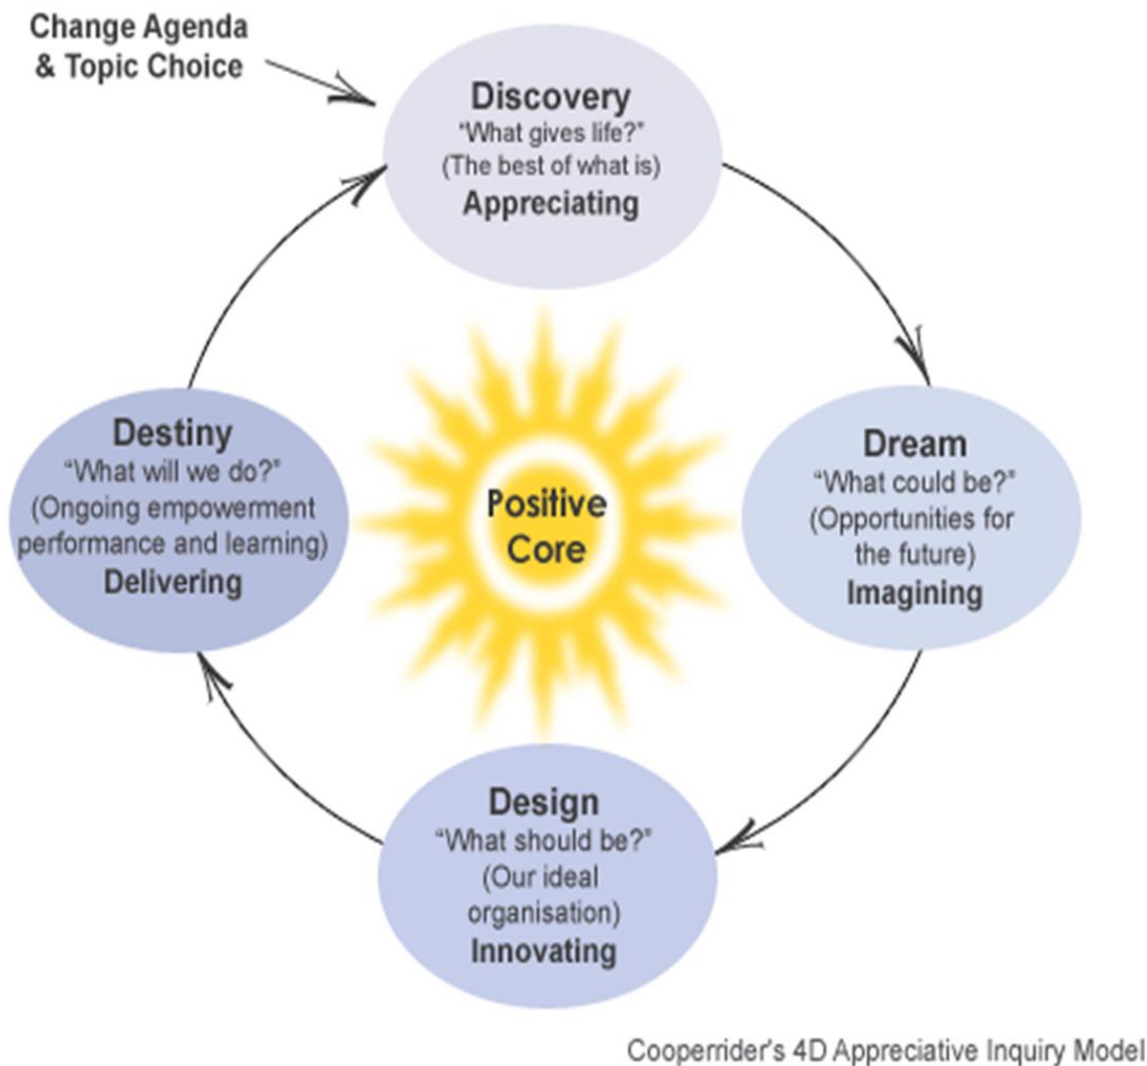 Change Agenda
& Topic Choice
Discovery
“What gives life?”
(The best of what is)
Appreciating
Dream
“What could be?”
(Opportunities for
the future)
Imagining
Design
“What should be?”
(Our ideal
organisation)
Innovating
Destiny
“What will we do?”
(Ongoing empowerment
performance and learning)
Delivering
Positive
Core
Cooperrider's 4D Appreciative Inquiry Model